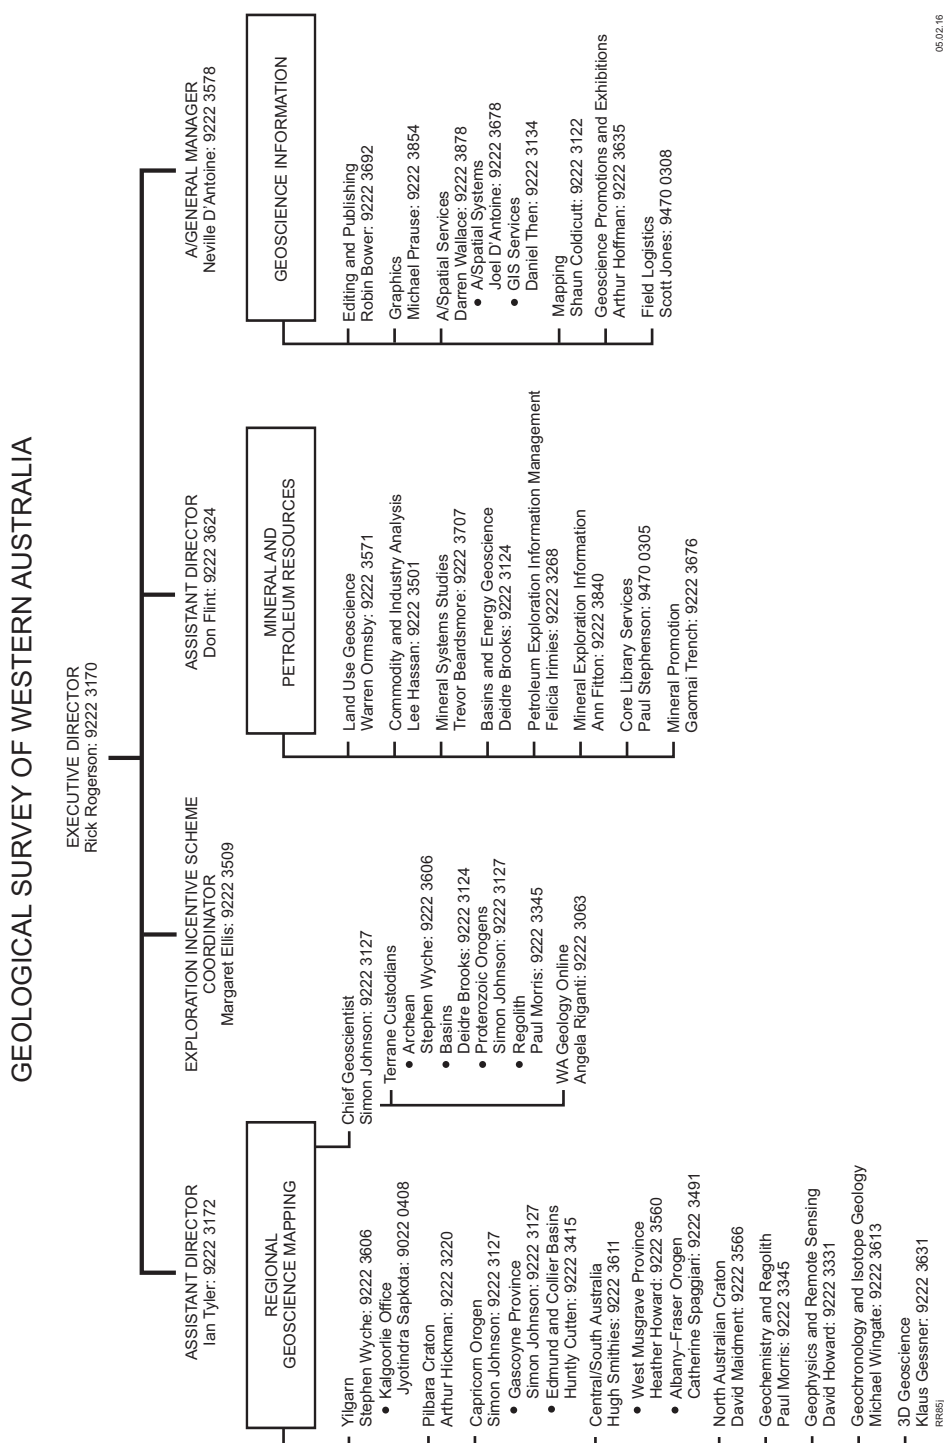 GEOLOGICAL SURVEY OF WESTERN AUSTRALIA
EXECUTIVE DIRECTOR
Rick Rogerson: 9222 3170
ASSISTANT DIRECTOR
Ian Tyler: 9222 3172
EXPLORATION INCENTIVE SCHEME
COORDINATOR
Margaret Ellis: 9222 3509
ASSISTANT DIRECTOR
Don Flint: 9222 3624
A/GENERAL MANAGER
Neville D'Antoine: 9222 3578
REGIONAL
GEOSCIENCE MAPPING
Yilgarn
Stephen Wyche: 9222 3606
• Kalgoorlie Office
Jyotindra Sapkota: 9022 0408
Pilbara Craton
Arthur Hickman: 9222 3220
Capricorn Orogen
Simon Johnson: 9222 3127
• Gascoyne Province
Simon Johnson: 9222 3127
• Edmund and Collier Basins
Huntly Cutten: 9222 3415
Central/South Australia
Hugh Smithies: 9222 3611
• West Musgrave Province
Heather Howard: 9222 3560
• Albany–Fraser Orogen
Catherine Spaggiari: 9222 3491
North Australian Craton
David Maidment: 9222 3566
Geochemistry and Regolith
Paul Morris: 9222 3345
Geophysics and Remote Sensing
David Howard: 9222 3331
Geochronology and Isotope Geology
Michael Wingate: 9222 3613
3D Geoscience
Klaus Gessner: 9222 3631
Chief Geoscientist
Simon Johnson: 9222 3127
Terrane Custodians
• Archean
Stephen Wyche: 9222 3606
• Basins
Deidre Brooks: 9222 3124
• Proterozoic Orogens
Simon Johnson: 9222 3127
• Regolith
Paul Morris: 9222 3345
WA Geology Online
Angela Riganti: 9222 3063
MINERAL AND
PETROLEUM RESOURCES
Land Use Geoscience
Warren Ormsby: 9222 3571
Commodity and Industry Analysis
Lee Hassan: 9222 3501
Mineral Systems Studies
Trevor Beardsmore: 9222 3707
Basins and Energy Geoscience
Deidre Brooks: 9222 3124
Petroleum Exploration Information Management
Felicia Irimies: 9222 3268
Mineral Exploration Information
Ann Fitton: 9222 3840
Core Library Services
Paul Stephenson: 9470 0305
Mineral Promotion
Gaomai Trench: 9222 3676
GEOSCIENCE INFORMATION
Editing and Publishing
Robin Bower: 9222 3692
Graphics
Michael Prause: 9222 3854
A/Spatial Services
Darren Wallace: 9222 3878
• A/Spatial Systems
Joel D'Antoine: 9222 3678
• GIS Services
Daniel Then: 9222 3134
Mapping
Shaun Coldicutt: 9222 3122
Geoscience Promotions and Exhibitions
Arthur Hoffman: 9222 3635
Field Logistics
Scott Jones: 9470 0308
RR85j
05.02.16